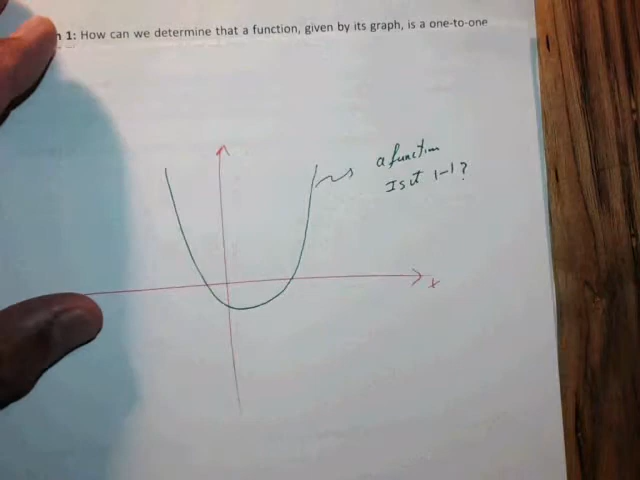 1: How can we determine that a function, given by its graph, is a one-to-one
a function
Is it 1-1?
x